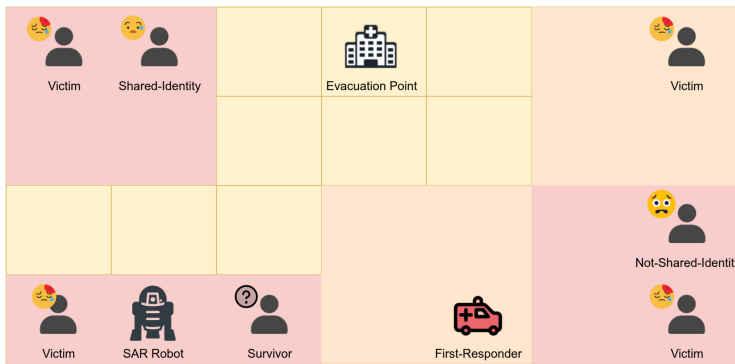 Victim
Shared-Identity
Evacuation Point
Victim
Not-Shared-Identit
Victim
SAR Robot
Survivor
First-Responder
Victim